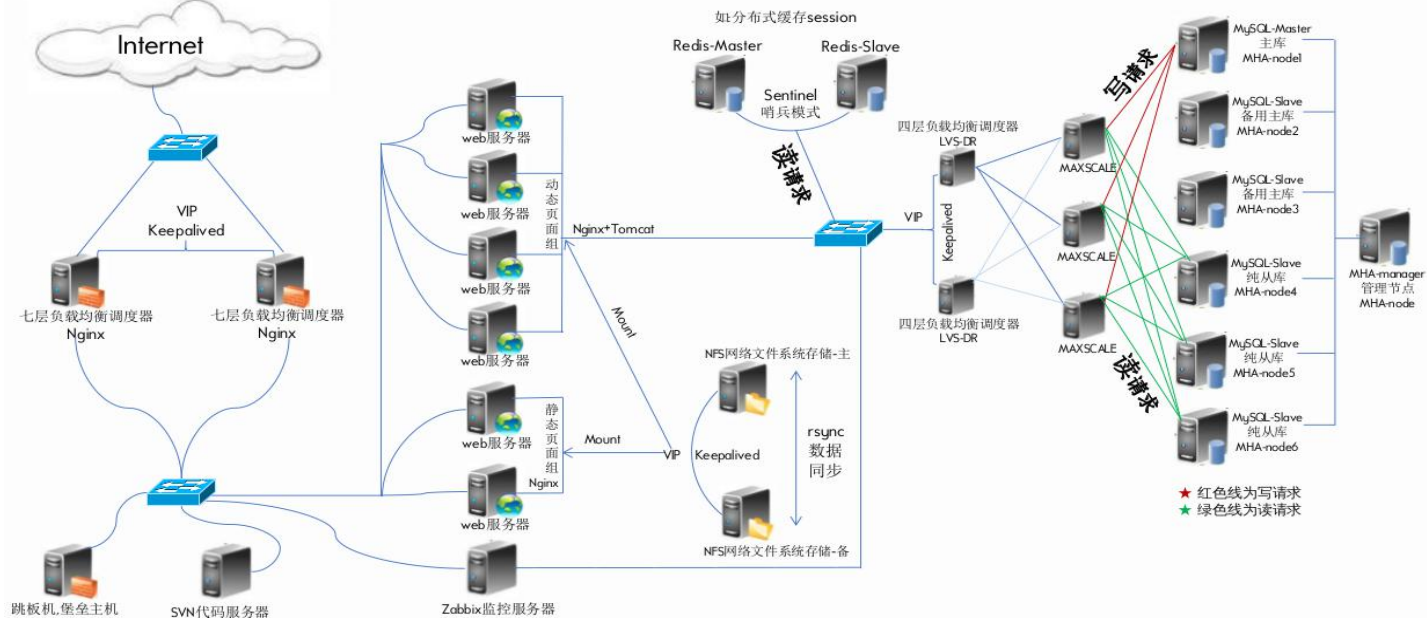 Internet
VIP
Keepalived
七层负载均衡调度器
Nginx
七层负载均衡调度器
Nginx
跳板机,堡垒主机
SVN代码服务器
Zabbix监控服务器
web服务器
web服务器
web服务器
web服务器
动态页面组
Nginx+Tomcat
web服务器
web服务器
静态页面组
Nginx
Mount
Mount
VIP
Keepalived
NFS网络文件系统存储-主
rsync
数据
同步
NFS网络文件系统存储-备
如:分布式缓存session
Redis-Master
Redis-Slave
Sentinel
哨兵模式
读请求
VIP
Keepalived
四层负载均衡调度器
LVS-DR
四层负载均衡调度器
LVS-DR
MAXSCALE
MAXSCALE
MAXSCALE
写请求
读请求
MySQL-Master
主库
MHA-node1
MySQL-Slave
备用主库
MHA-node2
MySQL-Slave
备用主库
MHA-node3
MySQL-Slave
纯从库
MHA-node4
MySQL-Slave
纯从库
MHA-node5
MySQL-Slave
纯从库
MHA-node6
MHA-manager
管理节点
MHA-node
★ 红色线为写请求
★ 绿色线为读请求